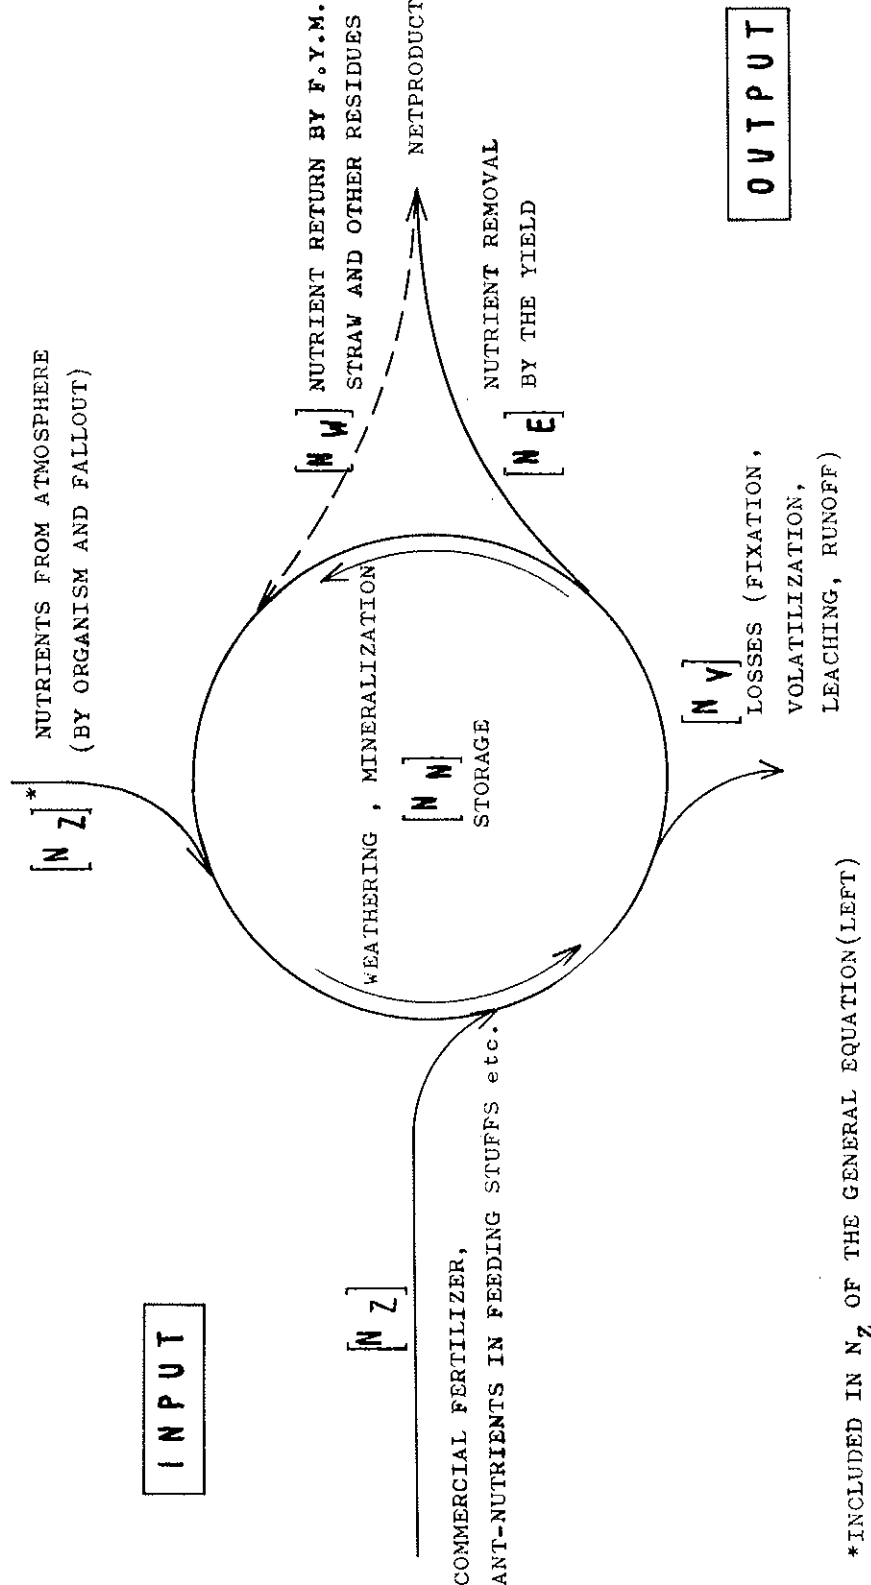 INPUT
OUTPUT
[N Z]*
NUTRIENTS FROM ATMOSPHERE
(BY ORGANISM AND FALLOUT)
[N W]
NUTRIENT RETURN BY F.Y.M.
STRAW AND OTHER RESIDUES
NETPRODUCT
WEATHERING , MINERALIZATION
[N N]
STORAGE
[N Z]
COMMERCIAL FERTILIZER,
ANT-NUTRIENTS IN FEEDING STUFFS etc.
[N E]
NUTRIENT REMOVAL
BY THE YIELD
[N V]
LOSSES (FIXATION,
VOLATILIZATION,
LEACHING, RUNOFF)
*INCLUDED IN NZ OF THE GENERAL EQUATION(LEFT)